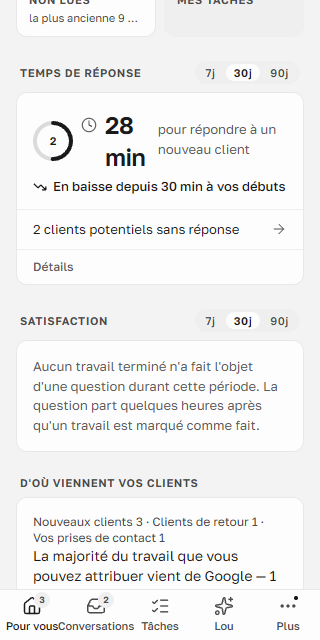 NON LUES
MES TÂCHES
la plus ancienne 9 ...
TEMPS DE RÉPONSE
7j 30j 90j
2
28
min
pour répondre à un
nouveau client
En baisse depuis 30 min à vos débuts
2 clients potentiels sans réponse
Détails
SATISFACTION
7j 30j 90j
Aucun travail terminé n'a fait l'objet
d'une question durant cette période. La
question part quelques heures après
qu'un travail est marqué comme fait.
D'OÙ VIENNENT VOS CLIENTS
Nouveaux clients 3 · Clients de retour 1 ·
Vos prises de contact 1
La majorité du travail que vous
pouvez attribuer vient de Google — 1
3
2
Pour vous
Conversations
Tâches
Lou
Plus